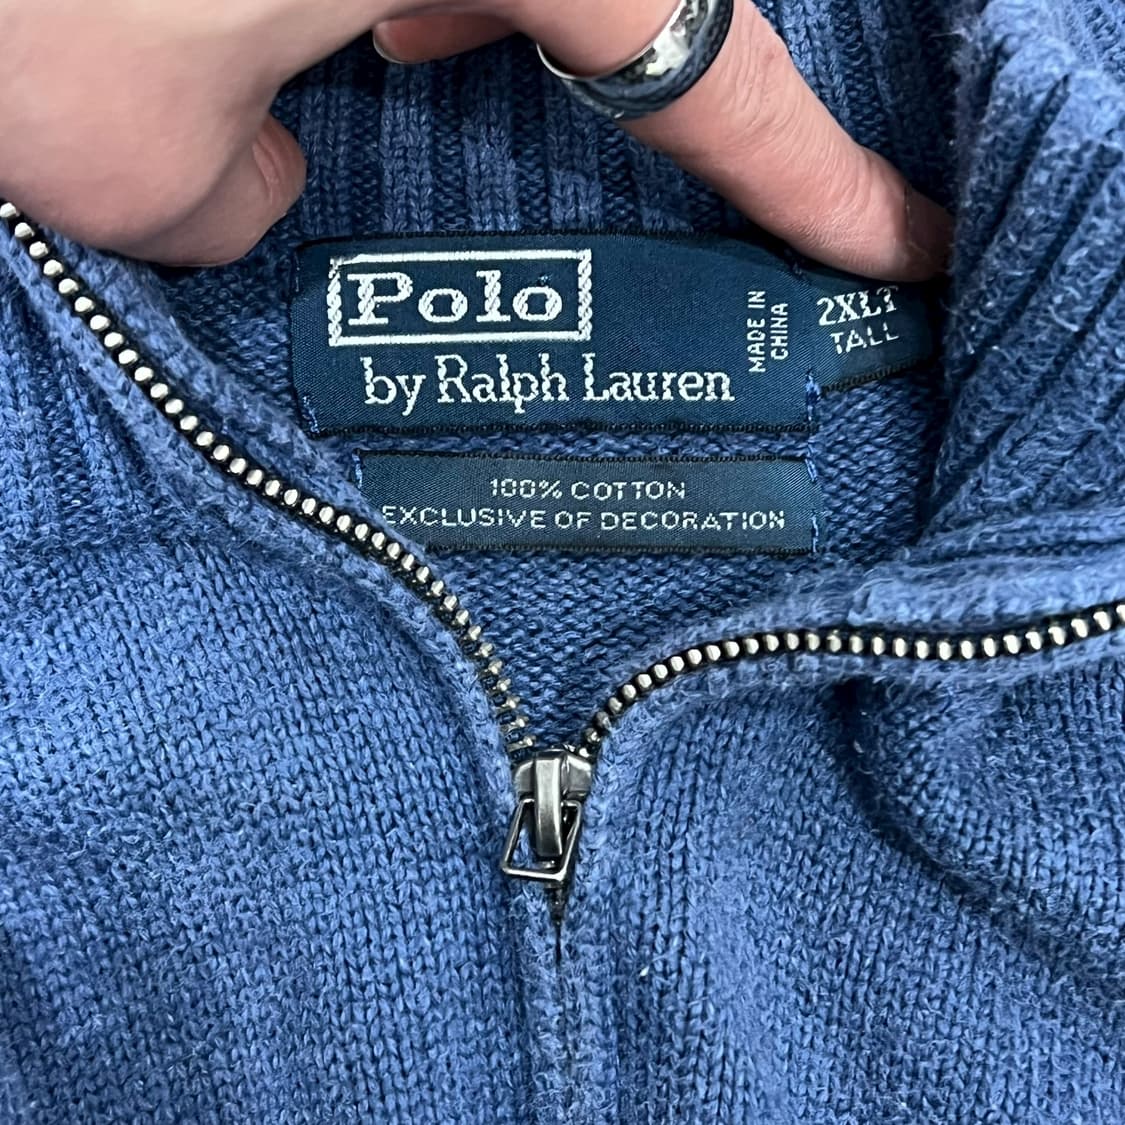 Polo
by Ralph Lauren
MADE IN
CHINA
2XLT
TALL
100% COTTON
EXCLUSIVE OF DECORATION